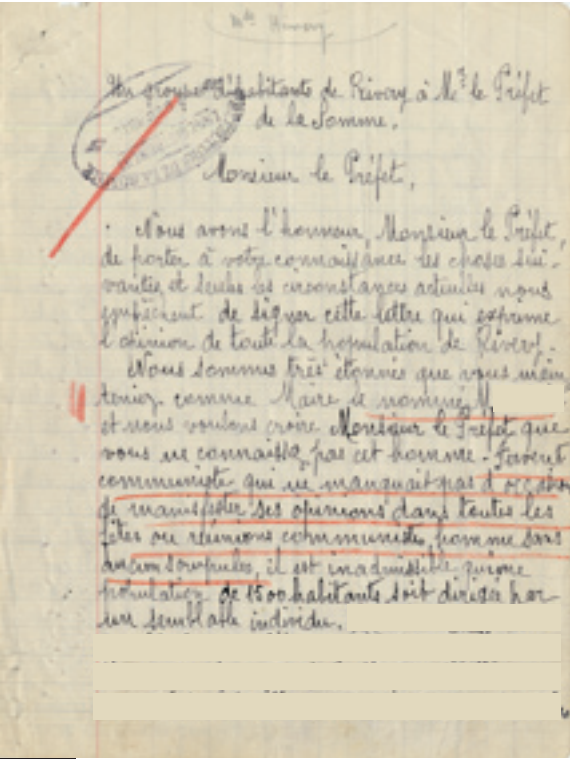 Un groupe d'habitants de Rivery à Mr le Préfet
de la Somme.
Monsieur le Préfet,
Nous avons l'honneur, Monsieur le Préfet,
de porter à votre connaissance les choses sui-
vantes et seules les circonstances actuelles nous
empêchent de signer cette lettre qui exprime
l'opinion de toute la population de Rivery.
Nous sommes très étonnés que vous main
teniez comme Maire le nommé M
et nous voulons croire Monsieur le Préfet que
vous ne connaissez pas cet homme. Fervent
communiste qui ne manquait pas d'occasion
de manifester ses opinions dans toutes les
fêtes ou réunions communistes, homme sans
aucun scrupules, il est inadmissible qu'une
population de 1500 habitants soit dirigée par
un semblable individu.